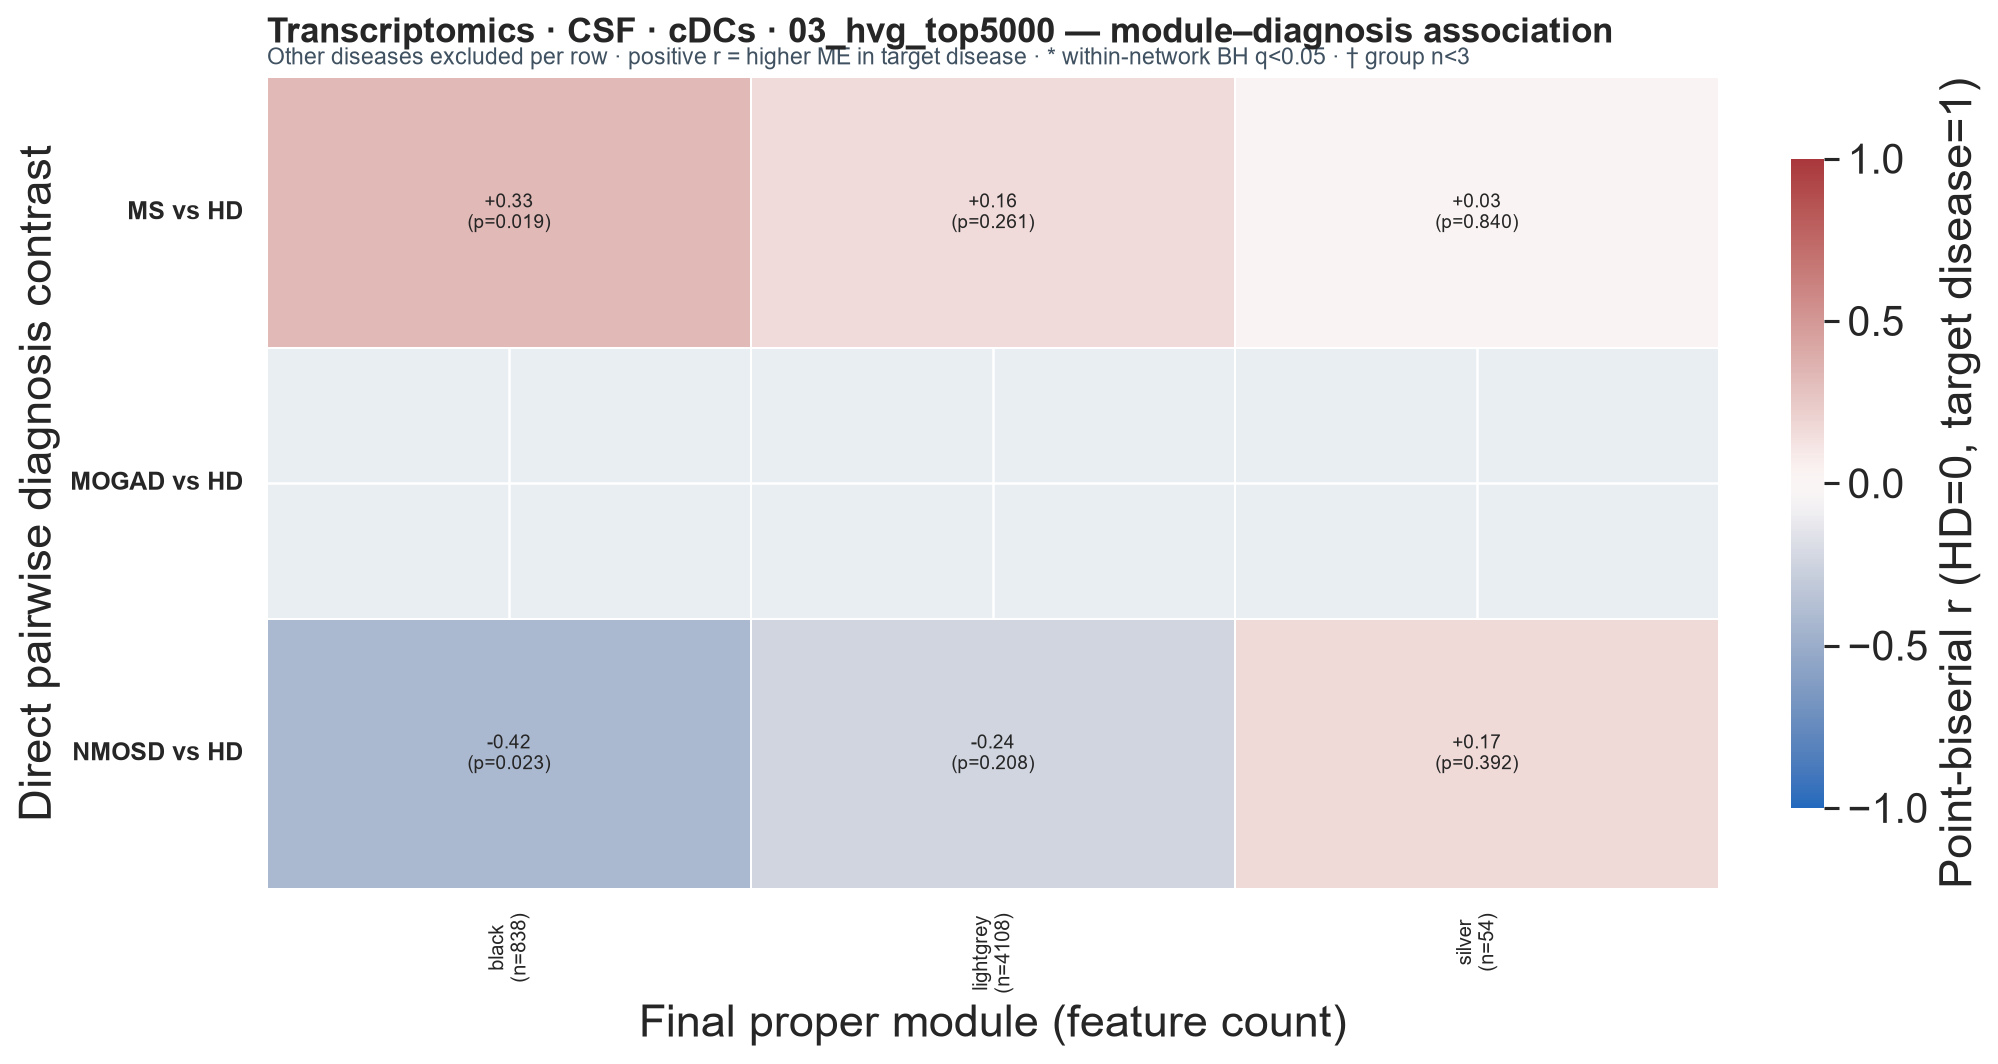 Transcriptomics · CSF · cDCs · 03_hvg_top5000 — module–diagnosis association
Other diseases excluded per row · positive r = higher ME in target disease · * within-network BH q<0.05 · † group n<3
Direct pairwise diagnosis contrast
MS vs HD
+0.33
(p=0.019)
+0.16
(p=0.261)
+0.03
(p=0.840)
MOGAD vs HD
NMOSD vs HD
-0.42
(p=0.023)
-0.24
(p=0.208)
+0.17
(p=0.392)
black
(n=838)
lightgrey
(n=4108)
silver
(n=54)
Final proper module (feature count)
1.0
0.5
0.0
−0.5
−1.0
Point-biserial r (HD=0, target disease=1)